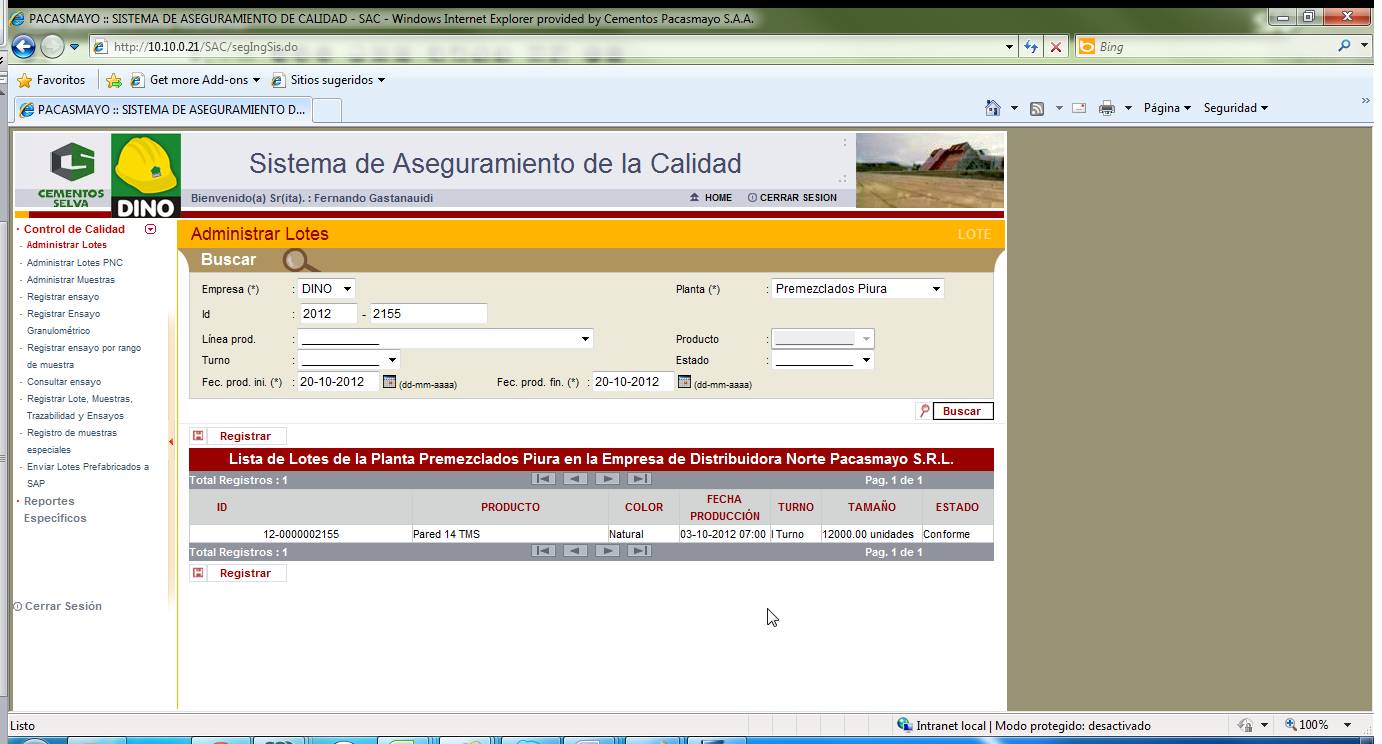 PACASMAYO :: SISTEMA DE ASEGURAMIENTO DE CALIDAD - SAC - Windows Internet Explorer provided by Cementos Pacasmayo S.A.A.
http://10.10.0.21/SAC/segIngSis.do
Bing
Favoritos
Get more Add-ons
Sitios sugeridos
PACASMAYO :: SISTEMA DE ASEGURAMIENTO D...
Página
Seguridad
CEMENTOS
SELVA
DINO
Sistema de Aseguramiento de la Calidad
Bienvenido(a) Sr(ita). : Fernando Gastanauidi
HOME
CERRAR SESION
Control de Calidad
- Administrar Lotes
- Administrar Lotes PNC
- Administrar Muestras
- Registrar ensayo
- Registrar Ensayo
Granulométrico
- Registrar ensayo por rango
de muestra
- Consultar ensayo
- Registrar Lote, Muestras,
Trazabilidad y Ensayos
- Registro de muestras
especiales
- Enviar Lotes Prefabricados a
SAP
Reportes
Específicos
Cerrar Sesión
Administrar Lotes
LOTE
Buscar
Empresa (*) : DINO
Planta (*) : Premezclados Piura
Id : 2012 - 2155
Línea prod. :
Producto :
Turno :
Estado :
Fec. prod. ini. (*) : 20-10-2012 (dd-mm-aaaa)
Fec. prod. fin. (*) : 20-10-2012 (dd-mm-aaaa)
Buscar
Registrar
Lista de Lotes de la Planta Premezclados Piura en la Empresa de Distribuidora Norte Pacasmayo S.R.L.
Total Registros : 1
Pag. 1 de 1
ID PRODUCTO COLOR FECHA PRODUCCIÓN TURNO TAMAÑO ESTADO
12-0000002155 Pared 14 TMS Natural 03-10-2012 07:00 I Turno 12000.00 unidades Conforme
Total Registros : 1
Pag. 1 de 1
Registrar
Listo
Intranet local | Modo protegido: desactivado
100%